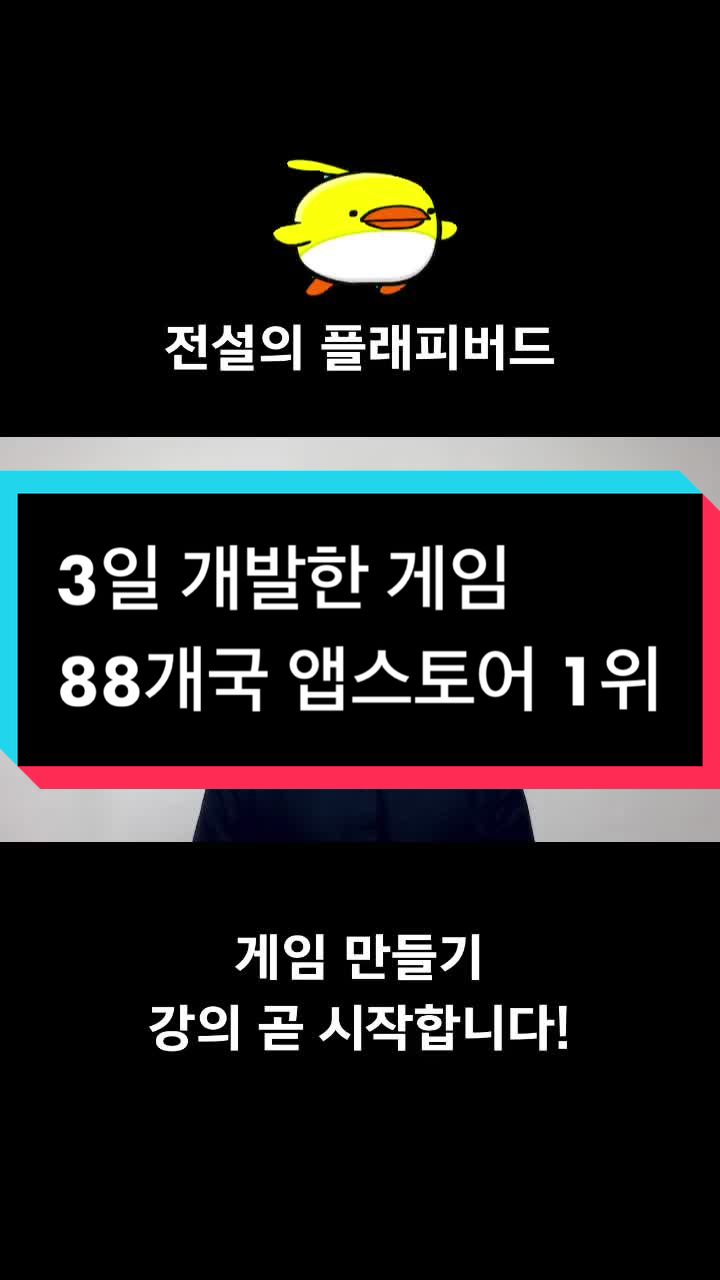 전설의 플래피버드
3일 개발한 게임
88개국 앱스토어 1위
게임 만들기
강의 곧 시작합니다!